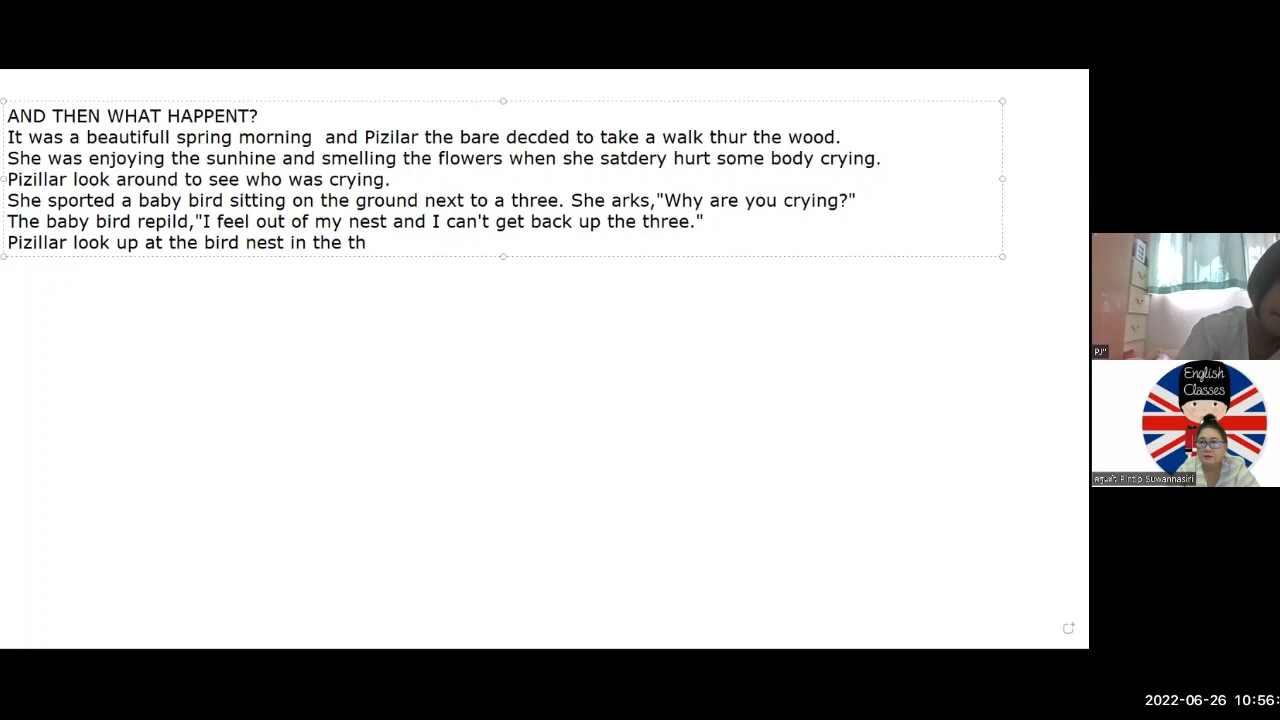 AND THEN WHAT HAPPENT?
It was a beautifull spring morning  and Pizilar the bare decded to take a walk thur the wood.
She was enjoying the sunhine and smelling the flowers when she satdery hurt some body crying.
Pizillar look around to see who was crying.
She sported a baby bird sitting on the ground next to a three. She arks,"Why are you crying?"
The baby bird repild,"I feel out of my nest and I can't get back up the three."
Pizillar look up at the bird nest in the th
PJ"
English
Classes
Pintip Suwannasiri
2022-06-26 10:56: